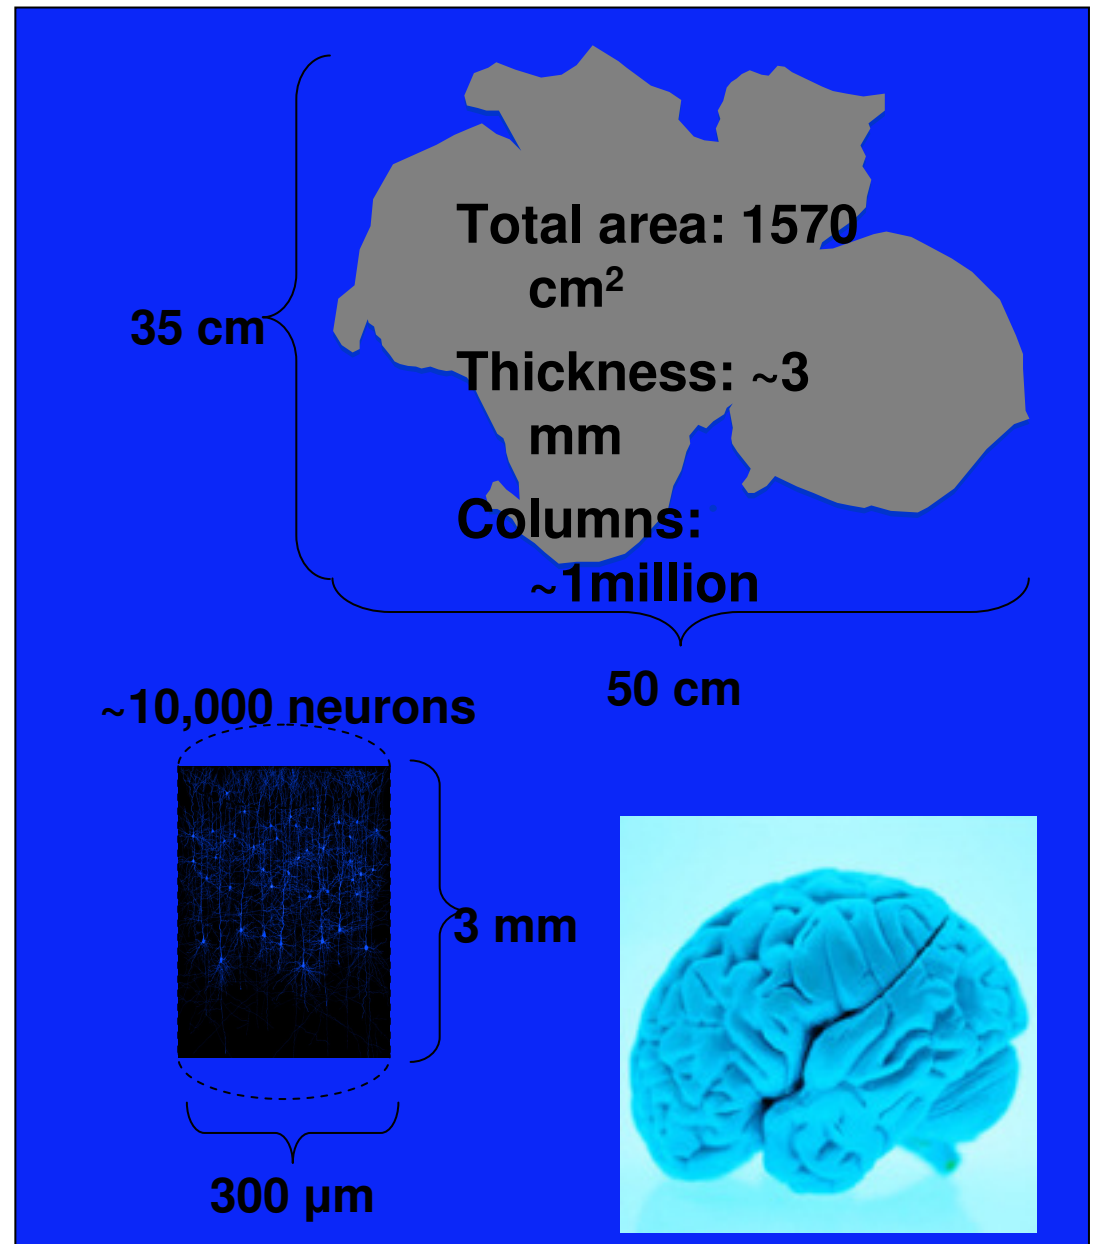 Total area: 1570
cm²
35 cm
Thickness: ~3
mm
Columns:
~1million
50 cm
~10,000 neurons
3 mm
300 µm